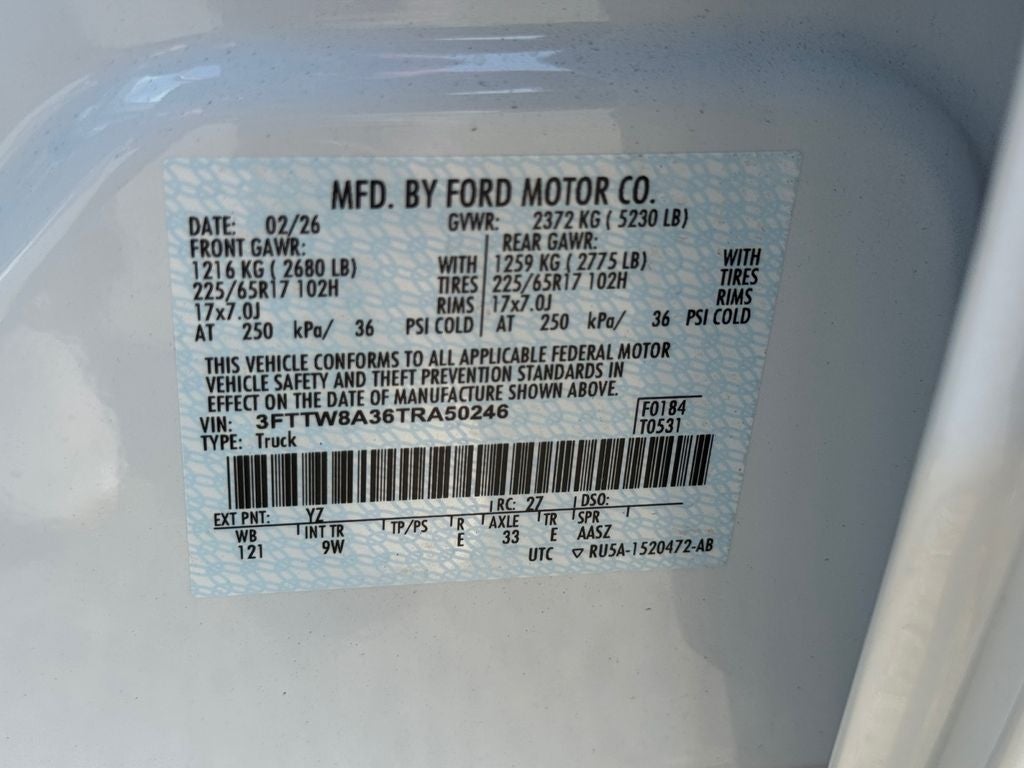 MFD. BY FORD MOTOR CO.
DATE: 02/26 GVWR: 2372 KG ( 5230 LB)
FRONT GAWR: REAR GAWR:
1216 KG ( 2680 LB) WITH 1259 KG ( 2775 LB) WITH
225/65R17 102H TIRES 225/65R17 102H TIRES
17x7.0J RIMS 17x7.0J RIMS
AT 250 kPa/ 36 PSI COLD AT 250 kPa/ 36 PSI COLD
THIS VEHICLE CONFORMS TO ALL APPLICABLE FEDERAL MOTOR
VEHICLE SAFETY AND THEFT PREVENTION STANDARDS IN
EFFECT ON THE DATE OF MANUFACTURE SHOWN ABOVE.
VIN: 3FTTW8A36TRA50246 F0184
TYPE: Truck T0531
EXT PNT: YZ RC: 27 DSO:
WB INT TR TP/PS R AXLE TR SPR
121 9W E 33 E AASZ
UTC ▽ RU5A-1520472-AB